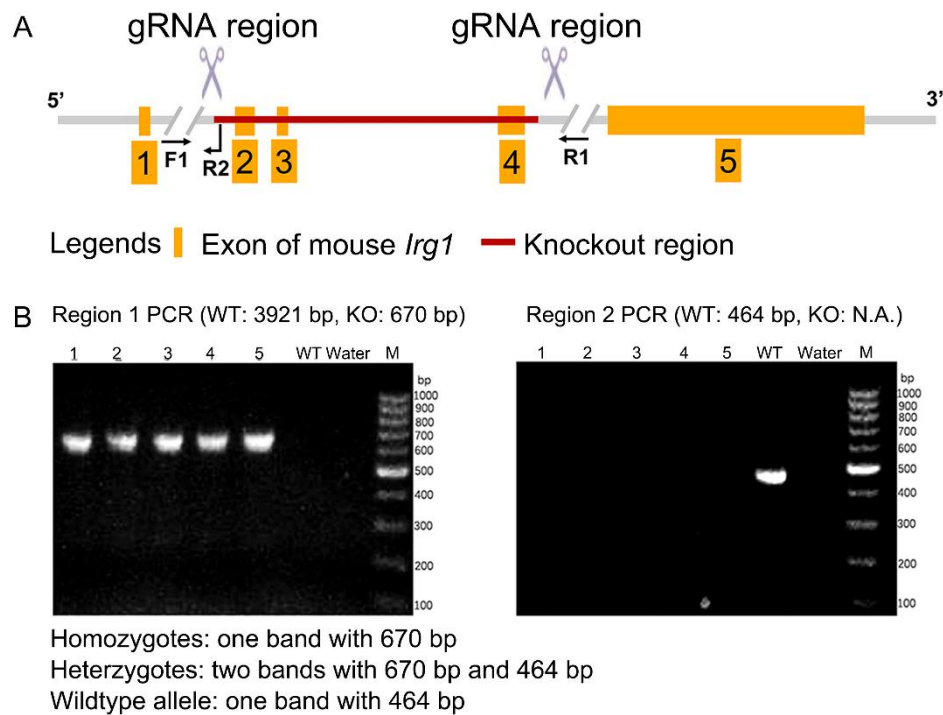 A
gRNA region gRNA region
5' 3'
F1 R2 R1
1 2 3 4 5
Legends Exon of mouse Irg1 Knockout region
B Region 1 PCR (WT: 3921 bp, KO: 670 bp) Region 2 PCR (WT: 464 bp, KO: N.A.)
1 2 3 4 5 WT Water M 1 2 3 4 5 WT Water M
bp bp
1000 1000
900 900
800 800
700 700
600 600
500 500
400 400
300 300
200 200
100 100
Homozygotes: one band with 670 bp
Heterzygotes: two bands with 670 bp and 464 bp
Wildtype allele: one band with 464 bp